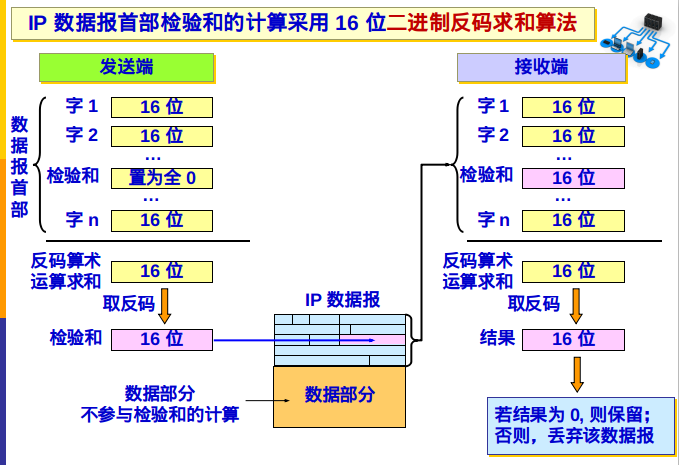 IP 数据报首部检验和的计算采用 16 位二进制反码求和算法
发送端
数据报首部
字 1
16 位
字 2
16 位
…
检验和
置为全 0
…
字 n
16 位
反码算术
运算求和
16 位
取反码
检验和
16 位
数据部分
不参与检验和的计算
IP 数据报
数据部分
接收端
字 1
16 位
字 2
16 位
…
检验和
16 位
…
字 n
16 位
反码算术
运算求和
16 位
取反码
结果
16 位
若结果为 0, 则保留；
否则，丢弃该数据报